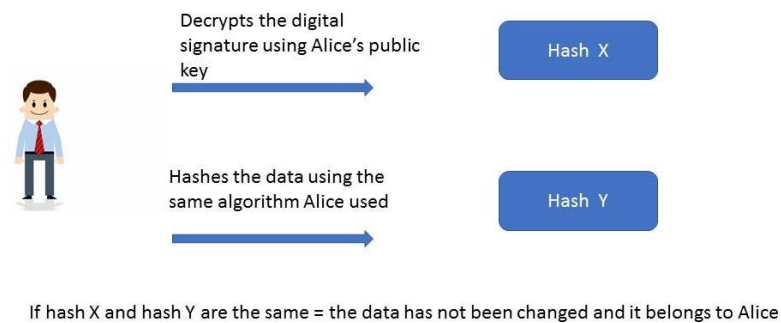 Decrypts the digital
signature using Alice’s public
key
Hash X
Hashes the data using the
same algorithm Alice used
Hash Y
If hash X and hash Y are the same = the data has not been changed and it belongs to Alice